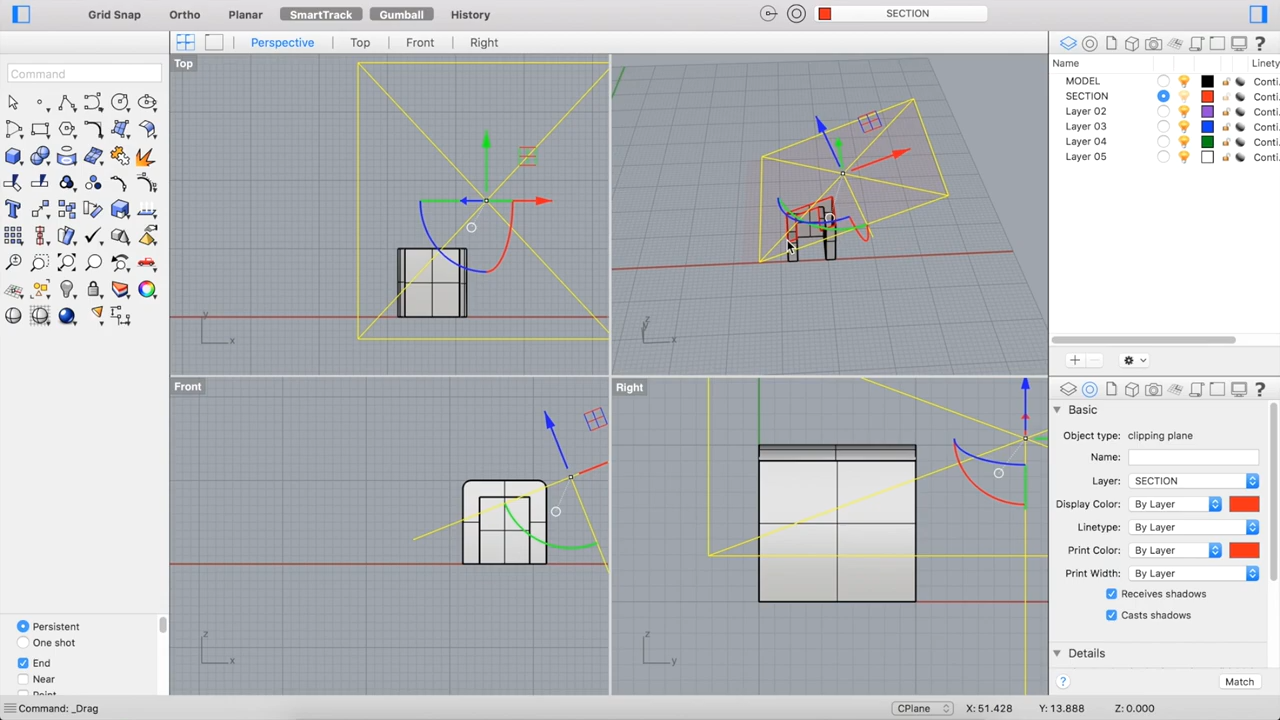 Grid Snap Ortho Planar SmartTrack Gumball History SECTION
Perspective Top Front Right
Command
Top
y
x
z
x
Front
z
x
Right
z
y
Persistent
One shot
End
Near
Name Linety
MODEL Conti..
SECTION Conti..
Layer 02 Conti..
Layer 03 Conti..
Layer 04 Conti..
Layer 05 Conti..
Basic
Object type: clipping plane
Name:
Layer: SECTION
Display Color: By Layer
Linetype: By Layer
Print Color: By Layer
Print Width: By Layer
Receives shadows
Casts shadows
Details
? Match
Command: _Drag CPlane X: 51.428 Y: 13.888 Z: 0.000